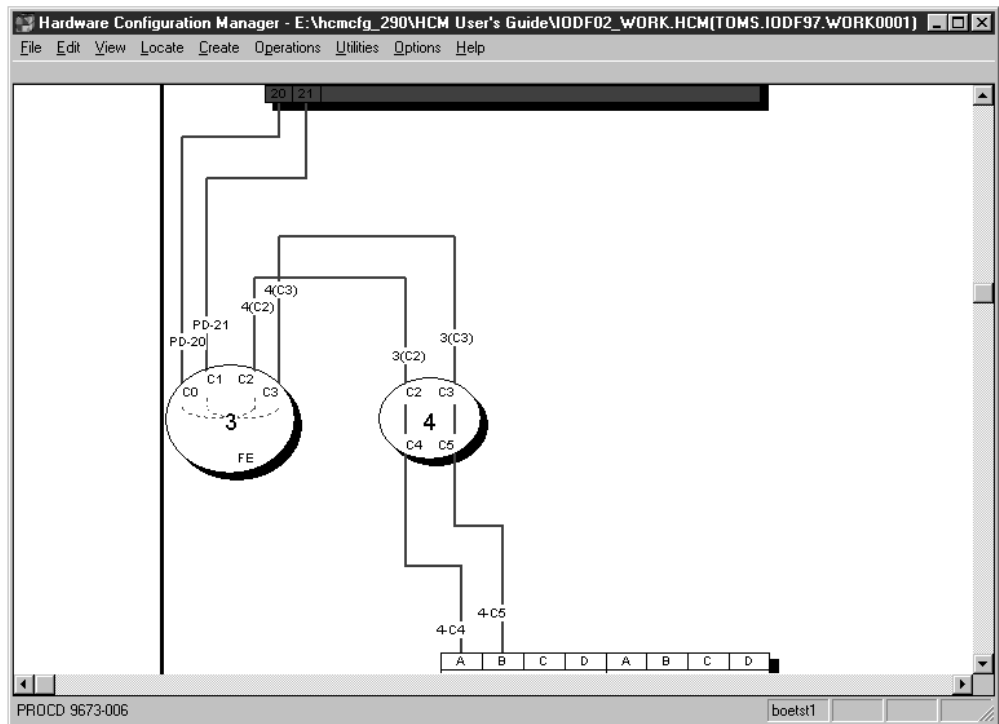 Hardware Configuration Manager - E:\hcmcfg_290\HCM User's Guide\IODF02_WORK.HCM(TOMS.IODF97.WORK0001)
File Edit View Locate Create Operations Utilities Options Help
20 21
4(C3)
4(C2)
PD-21
PD-20
3(C3)
3(C2)
C0 C1 C2 C3
3
FE
C2 C3
4
C4 C5
4-C5
4-C4
A B C D A B C D
PROCD 9673-006 boetst1